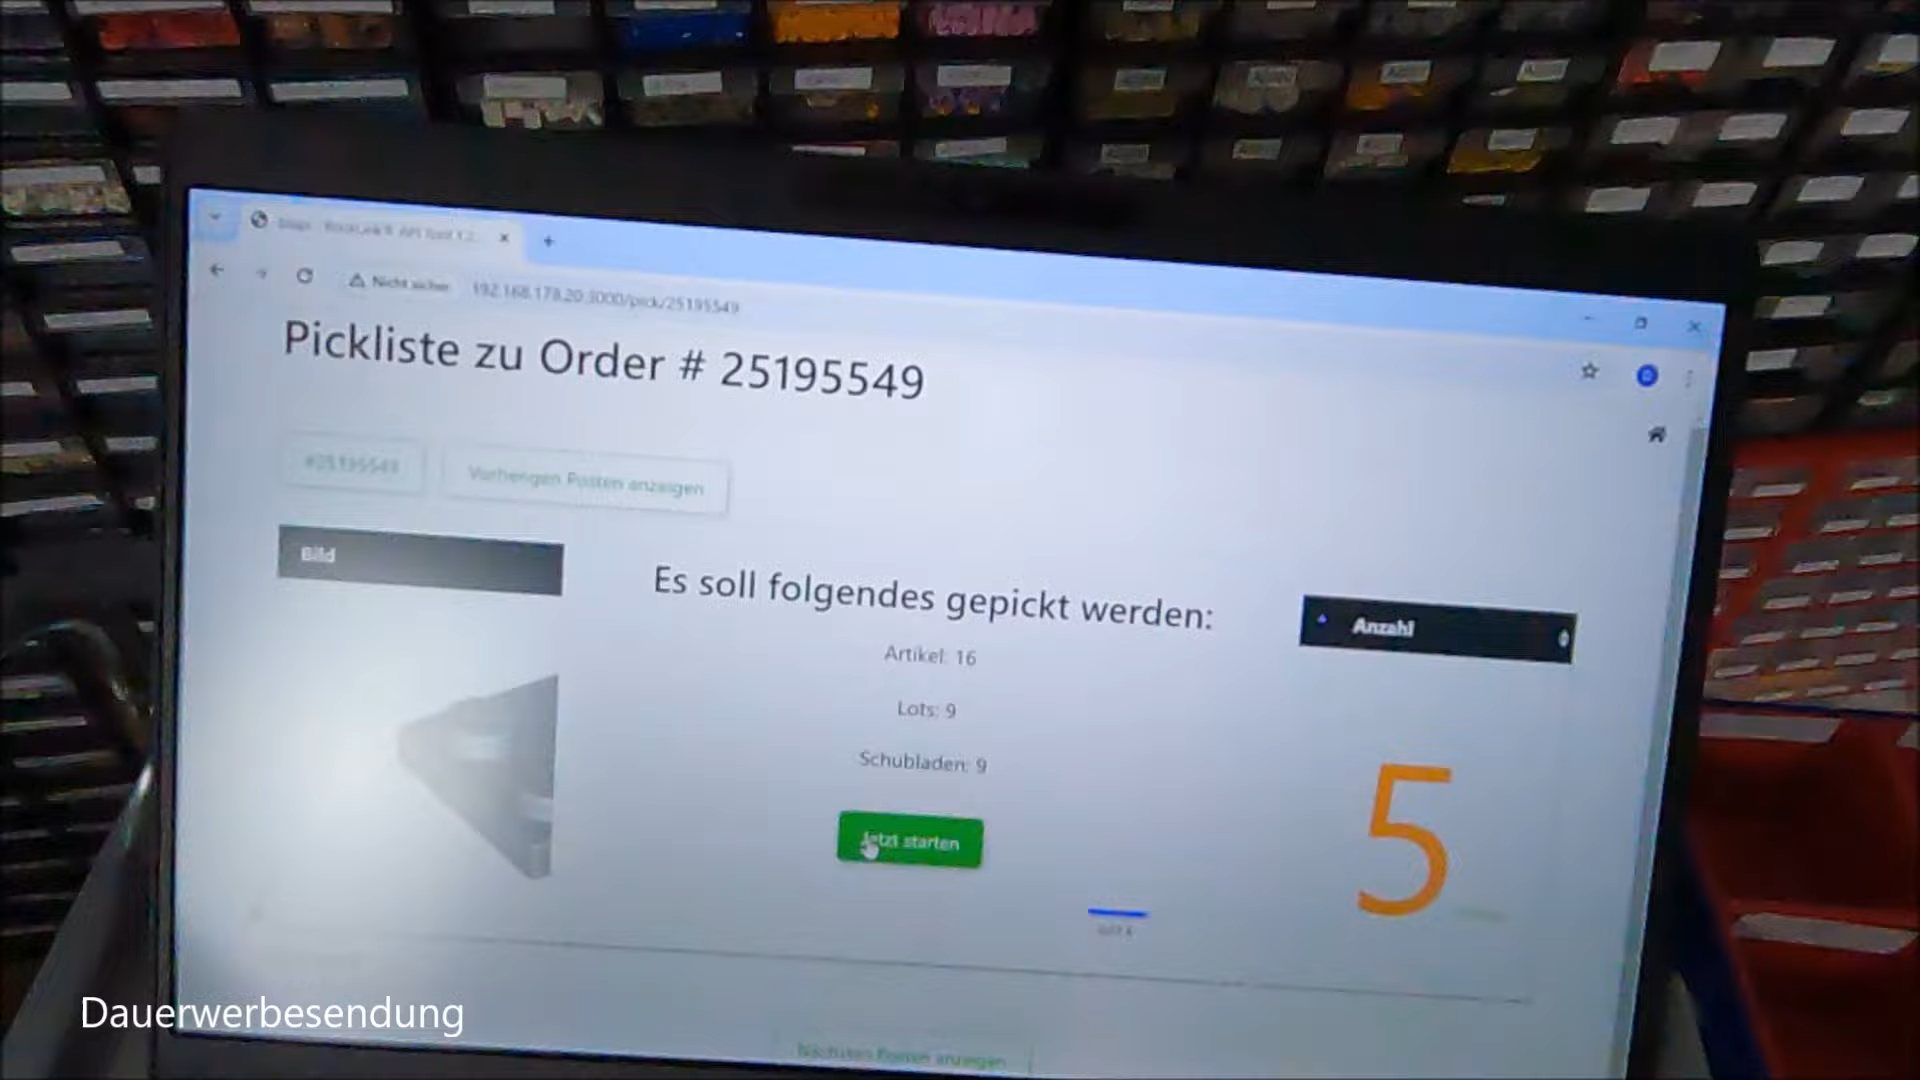 Nicht sicher 192.168.178.20:3000/pick/25195549
Pickliste zu Order # 25195549
#25195549
Vorherigen Posten anzeigen
Bild
Es soll folgendes gepickt werden:
Anzahl
Artikel: 16
Lots: 9
Schubladen: 9
Jetzt starten
5
Dauerwerbesendung
Nächsten Posten anzeigen